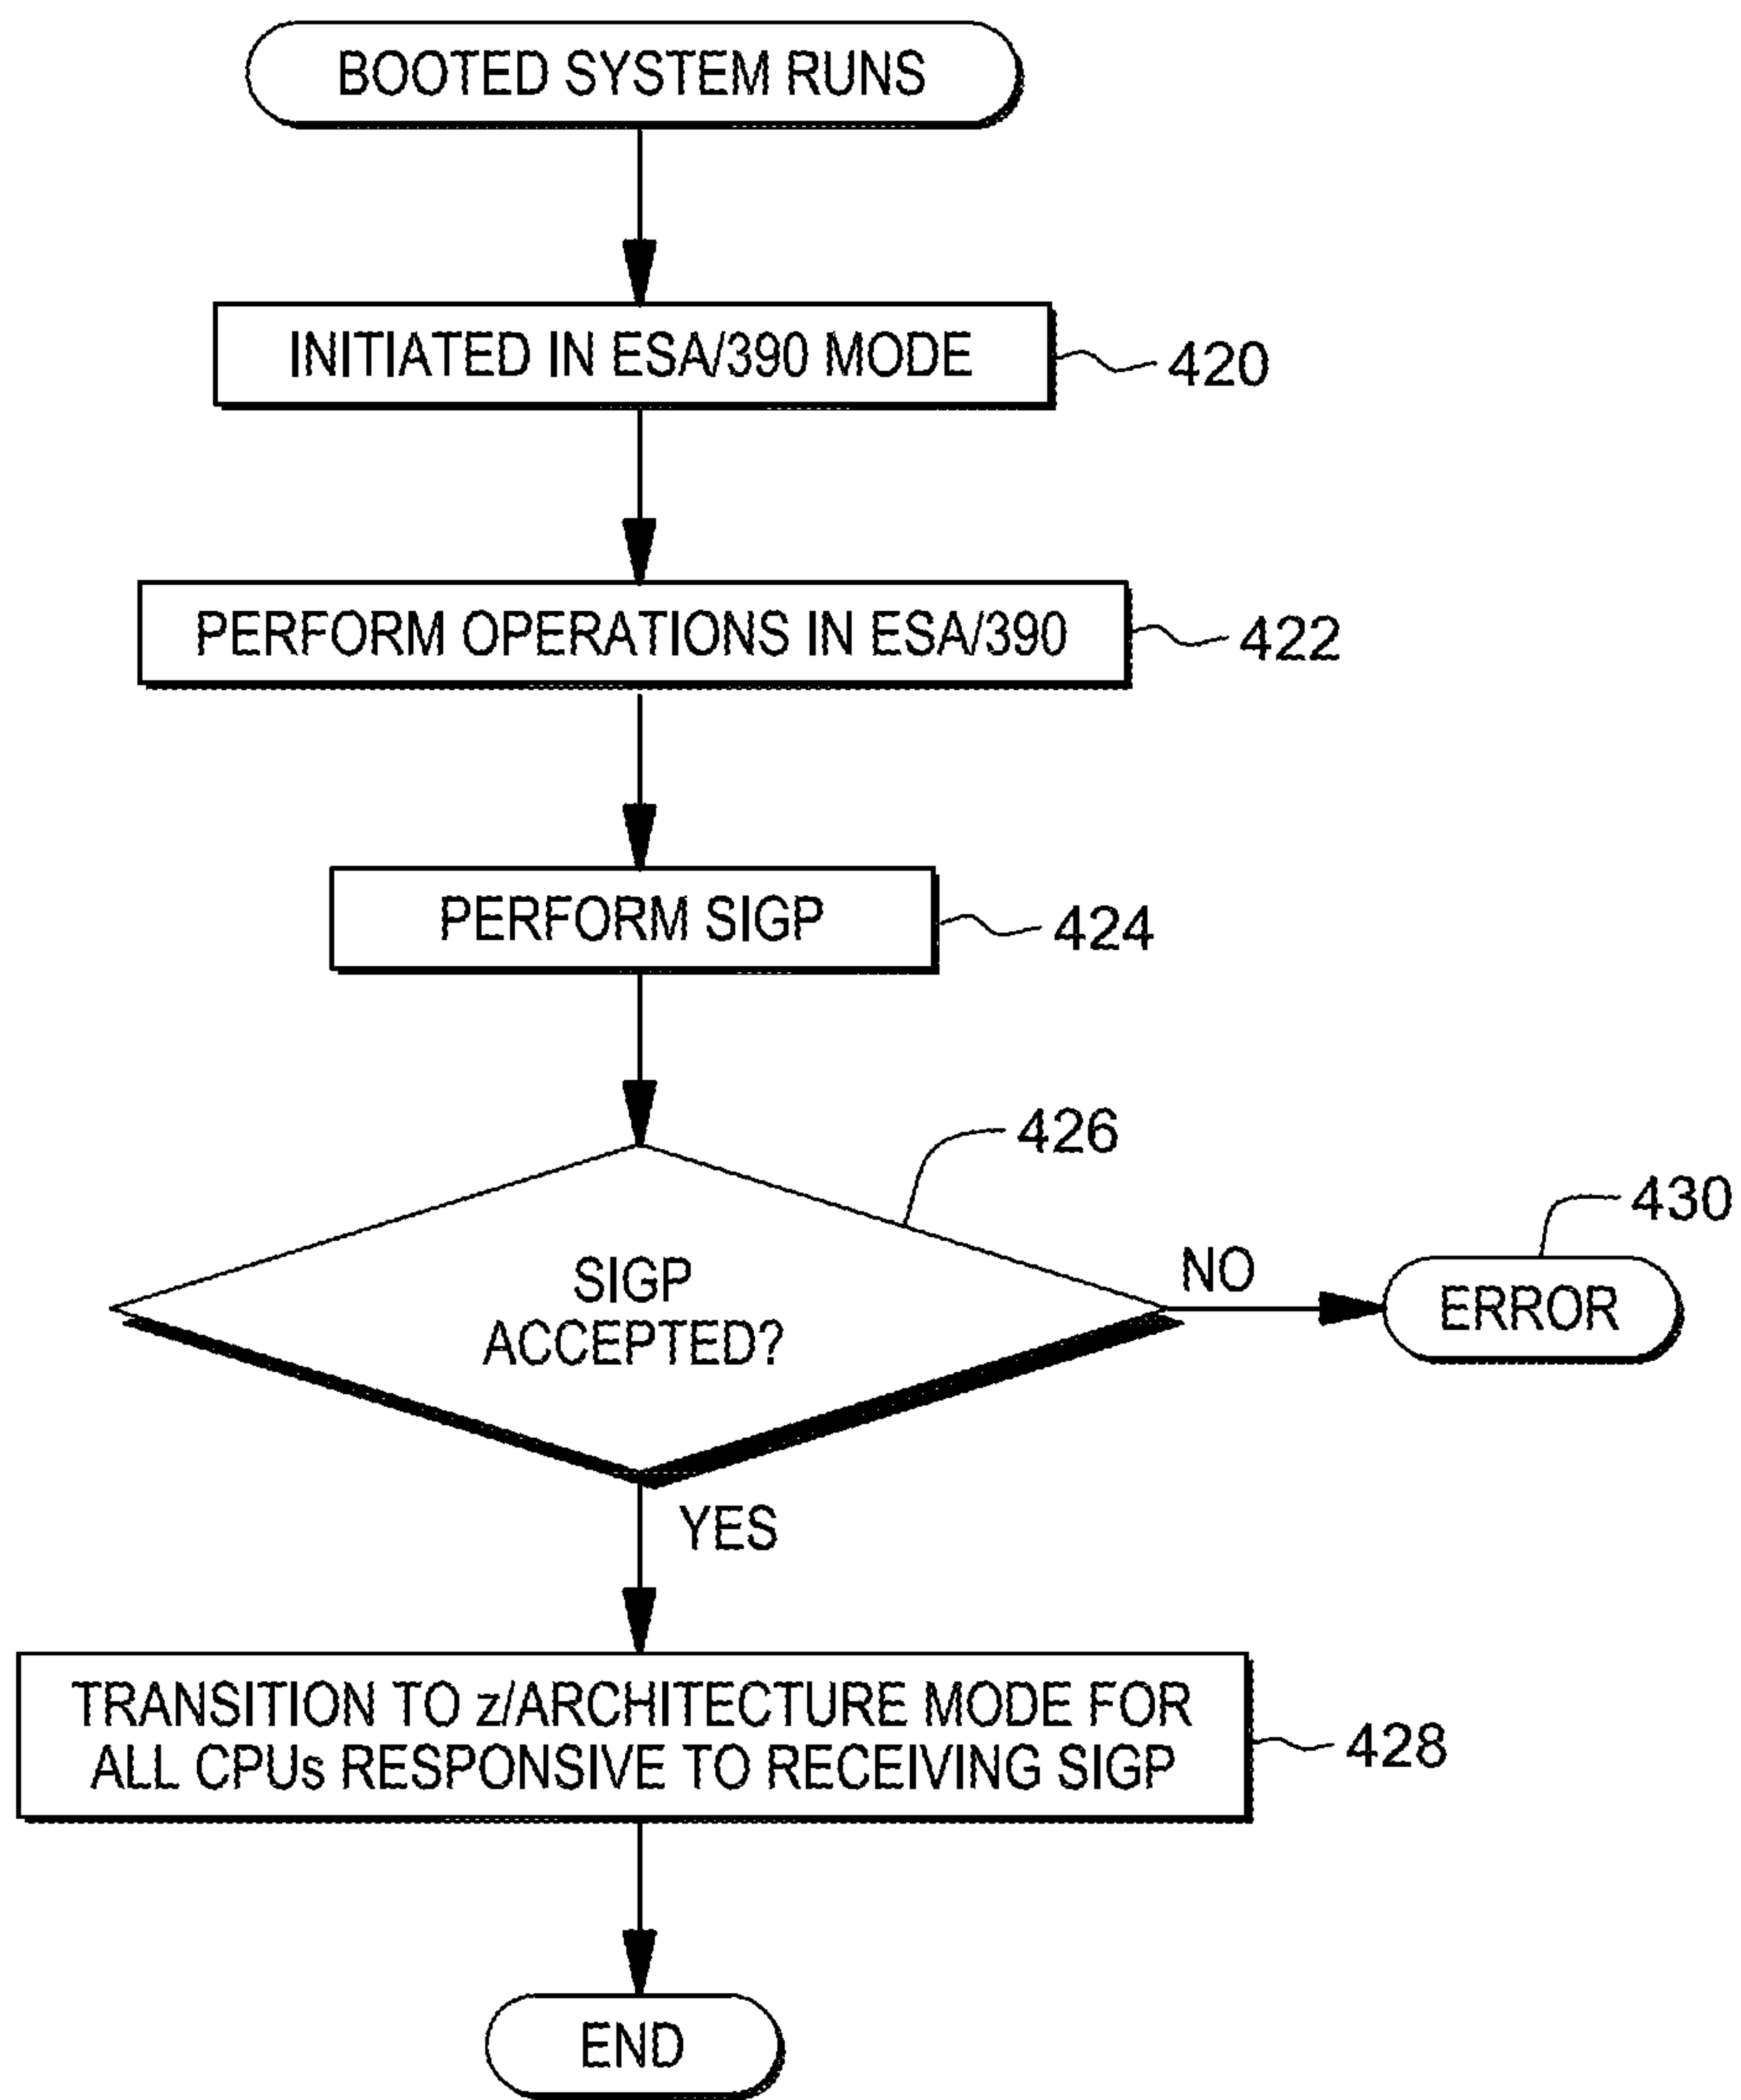 BOOTED SYSTEM RUNS
INITIATED IN ESA/390 MODE
420
PERFORM OPERATIONS IN ESA/390
422
PERFORM SIGP
424
426
SIGP
ACCEPTED?
NO
430
ERROR
YES
TRANSITION TO z/ARCHITECTURE MODE FOR
ALL CPUs RESPONSIVE TO RECEIVING SIGP
428
END